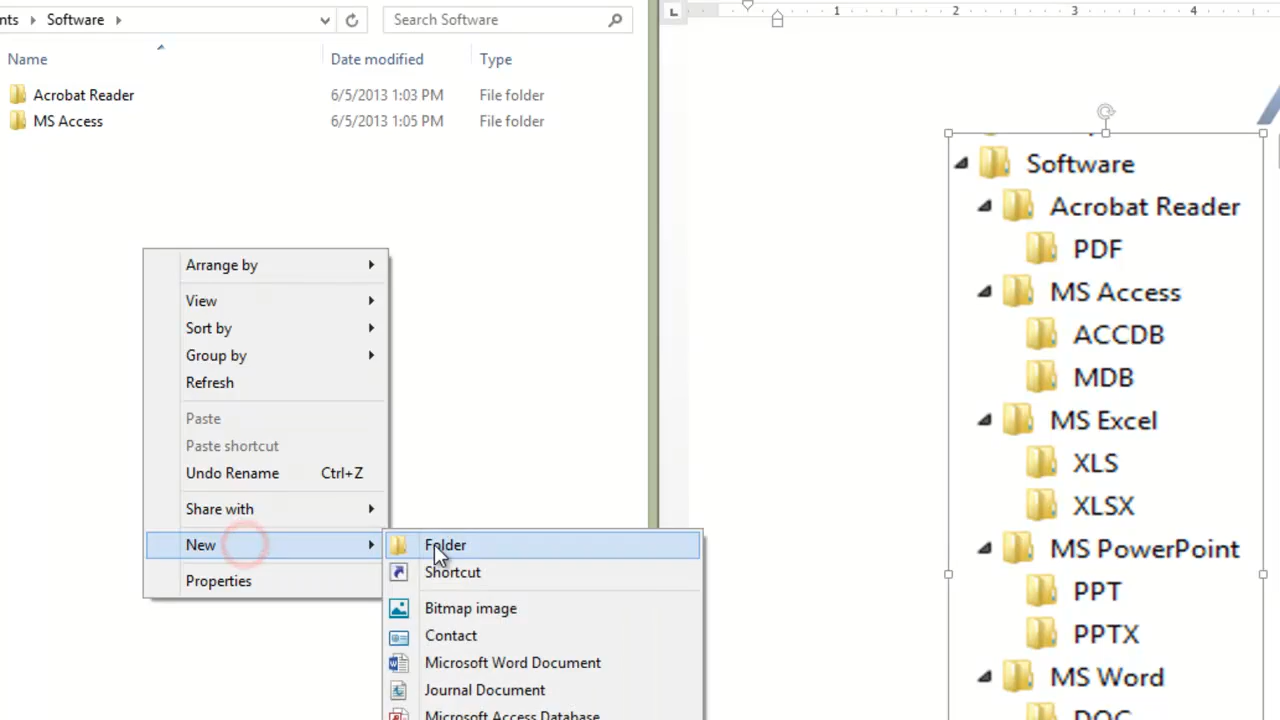 nts Software
Search Software
Name Date modified Type
Acrobat Reader 6/5/2013 1:03 PM File folder
MS Access 6/5/2013 1:05 PM File folder
Arrange by
View
Sort by
Group by
Refresh
Paste
Paste shortcut
Undo Rename Ctrl+Z
Share with
New
Properties
Folder
Shortcut
Bitmap image
Contact
Microsoft Word Document
Journal Document
Microsoft Access Database
L
1 2 3 4
Software
Acrobat Reader
PDF
MS Access
ACCDB
MDB
MS Excel
XLS
XLSX
MS PowerPoint
PPT
PPTX
MS Word
DOC